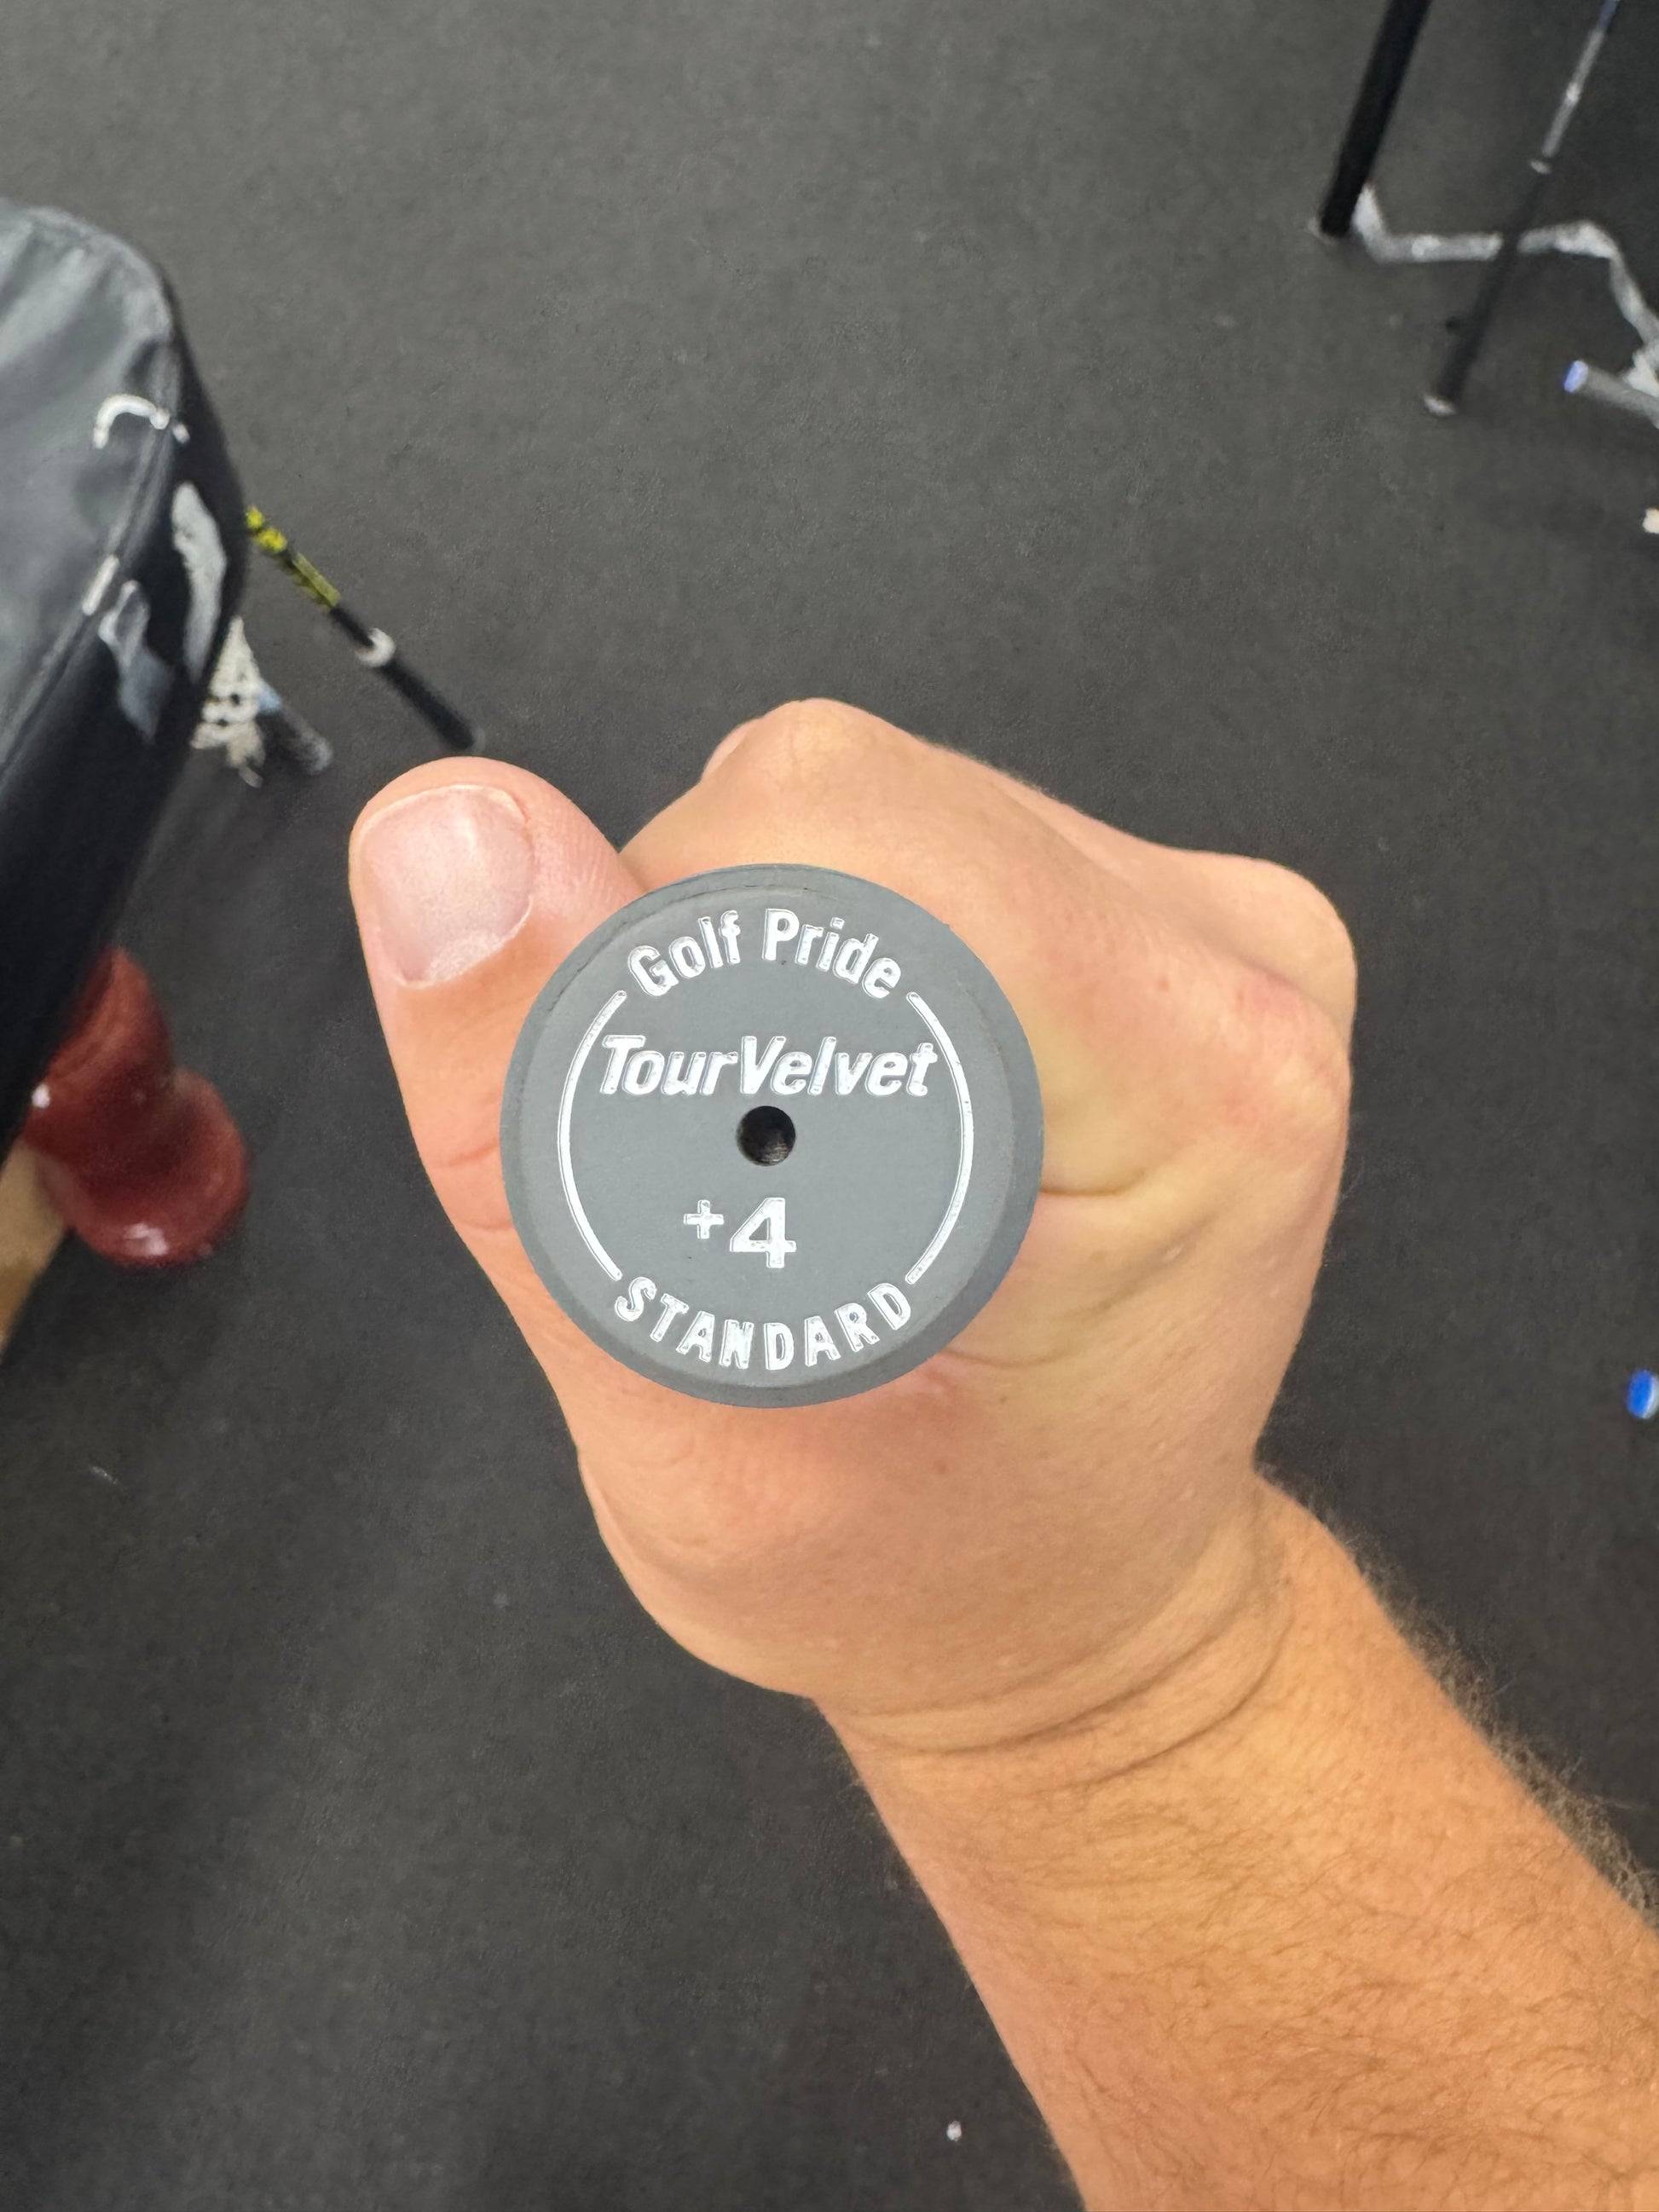 Golf Pride
TourVelvet
+4
STANDARD